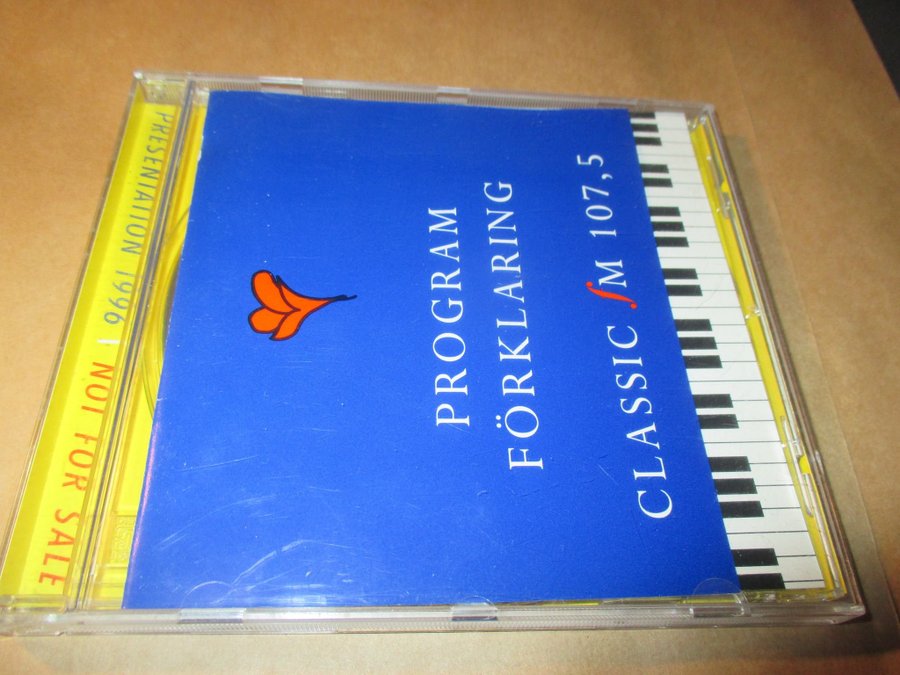 PROGRAM
FÖRKLARING
CLASSIC fM 107,5
PRESENTATION 1996 | NOT FOR SALE